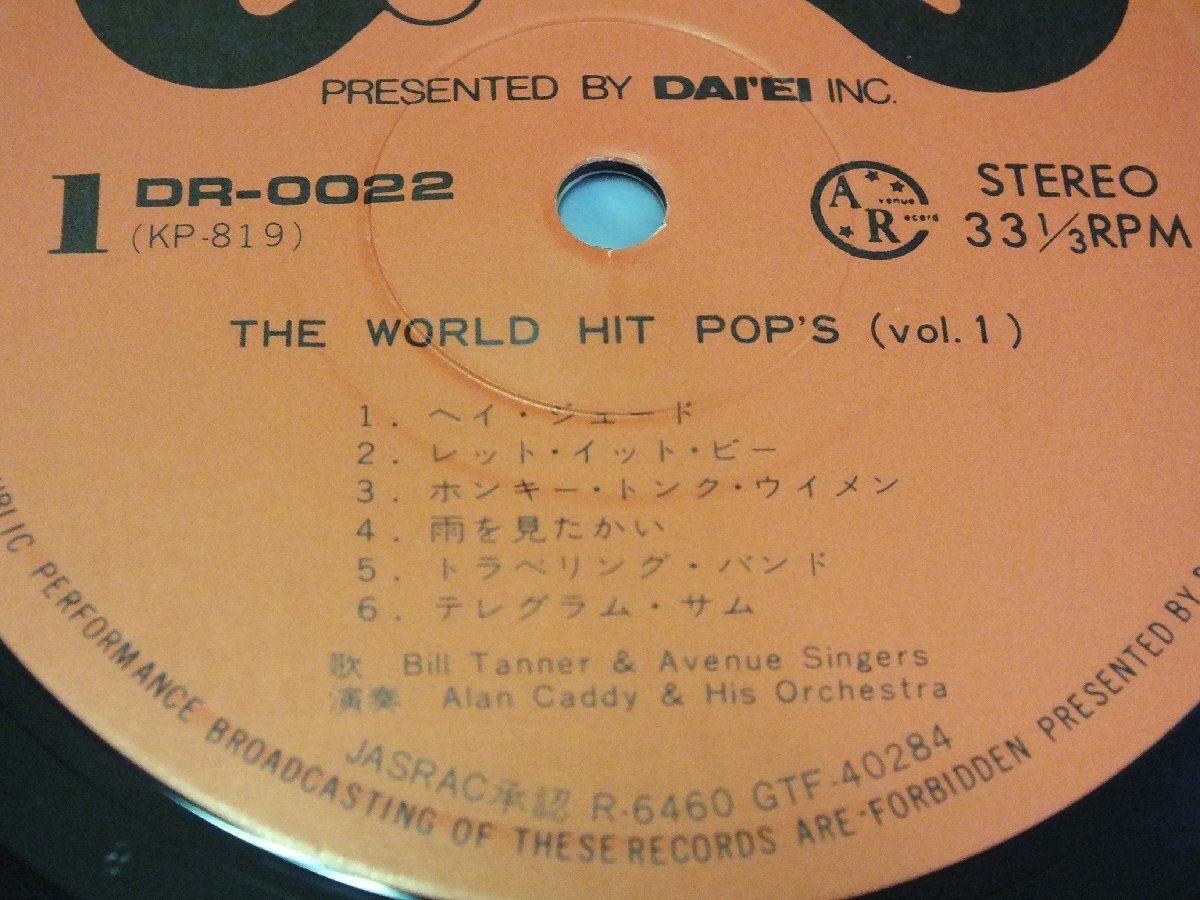 PRESENTED BY DAI'EI INC.
1 DR-0022
(KP-819)
Avenue
Record
STEREO
33 1/3 RPM
THE WORLD HIT POP'S (vol.1)
1. ヘイ・ジュード
2. レット・イット・ビー
3. ホンキー・トンク・ウイメン
4. 雨を見たかい
5. トラベリング・バンド
6. テレグラム・サム
歌 Bill Tanner & Avenue Singers
演奏 Alan Caddy & His Orchestra
JASRAC承認 R-6460 GTF-40284
PERFORMANCE BROADCASTING OF THESE RECORDS ARE-FORBIDDEN PRESENTED BY